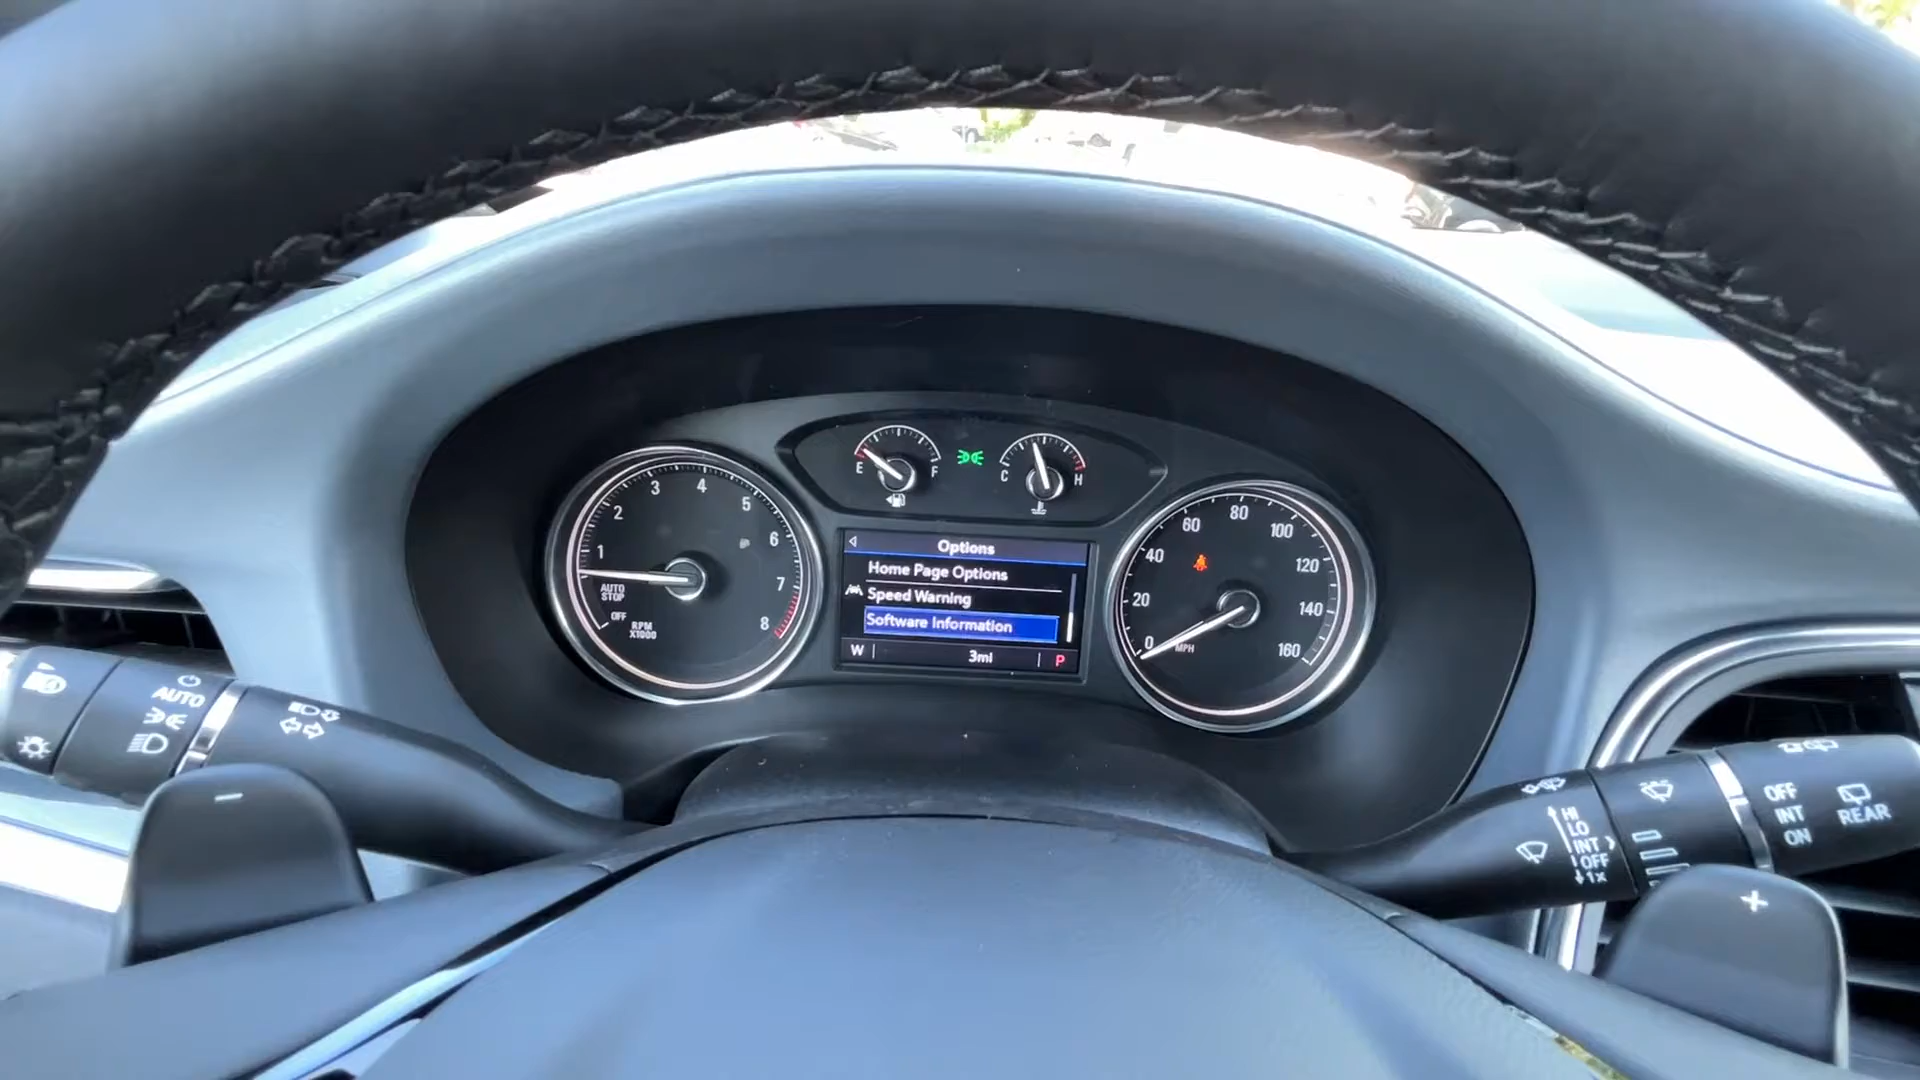 E
F
C
H
1
2
3
4
5
6
7
8
AUTO
STOP
OFF
RPM
X1000
Options
Home Page Options
Speed Warning
Software Information
W
3mi
P
0
20
40
60
80
100
120
140
160
MPH
AUTO
HI
LO
INT
OFF
1x
OFF
INT
ON
REAR
-
+